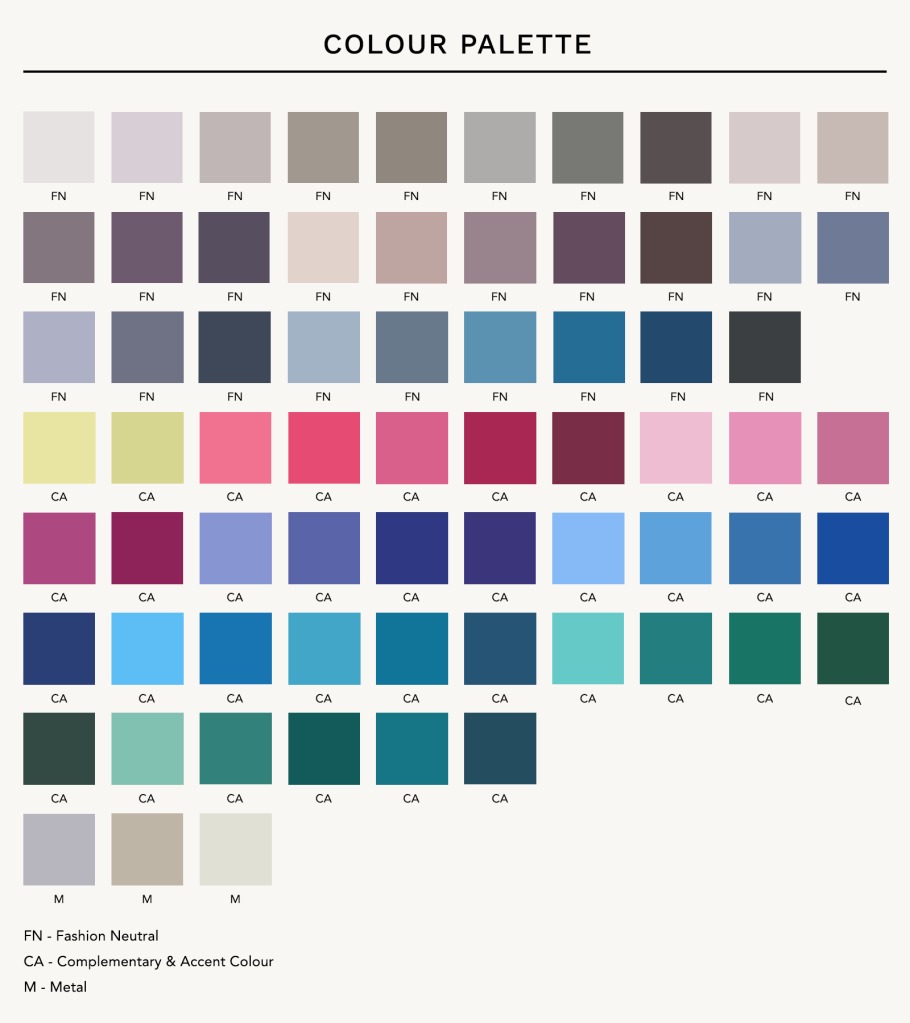 COLOUR PALETTE
FN FN FN FN FN FN FN FN FN FN
FN FN FN FN FN FN FN FN FN FN
FN FN FN FN FN FN FN FN FN
CA CA CA CA CA CA CA CA CA CA
CA CA CA CA CA CA CA CA CA CA
CA CA CA CA CA CA CA CA CA CA
CA CA CA CA CA CA
M M M
FN - Fashion Neutral
CA - Complementary & Accent Colour
M - Metal